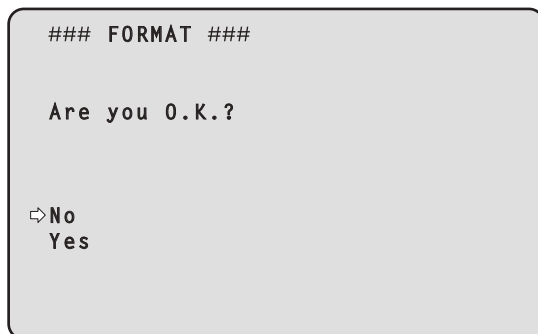 ### FORMAT ###
Are you O.K.?
⇨No
Yes